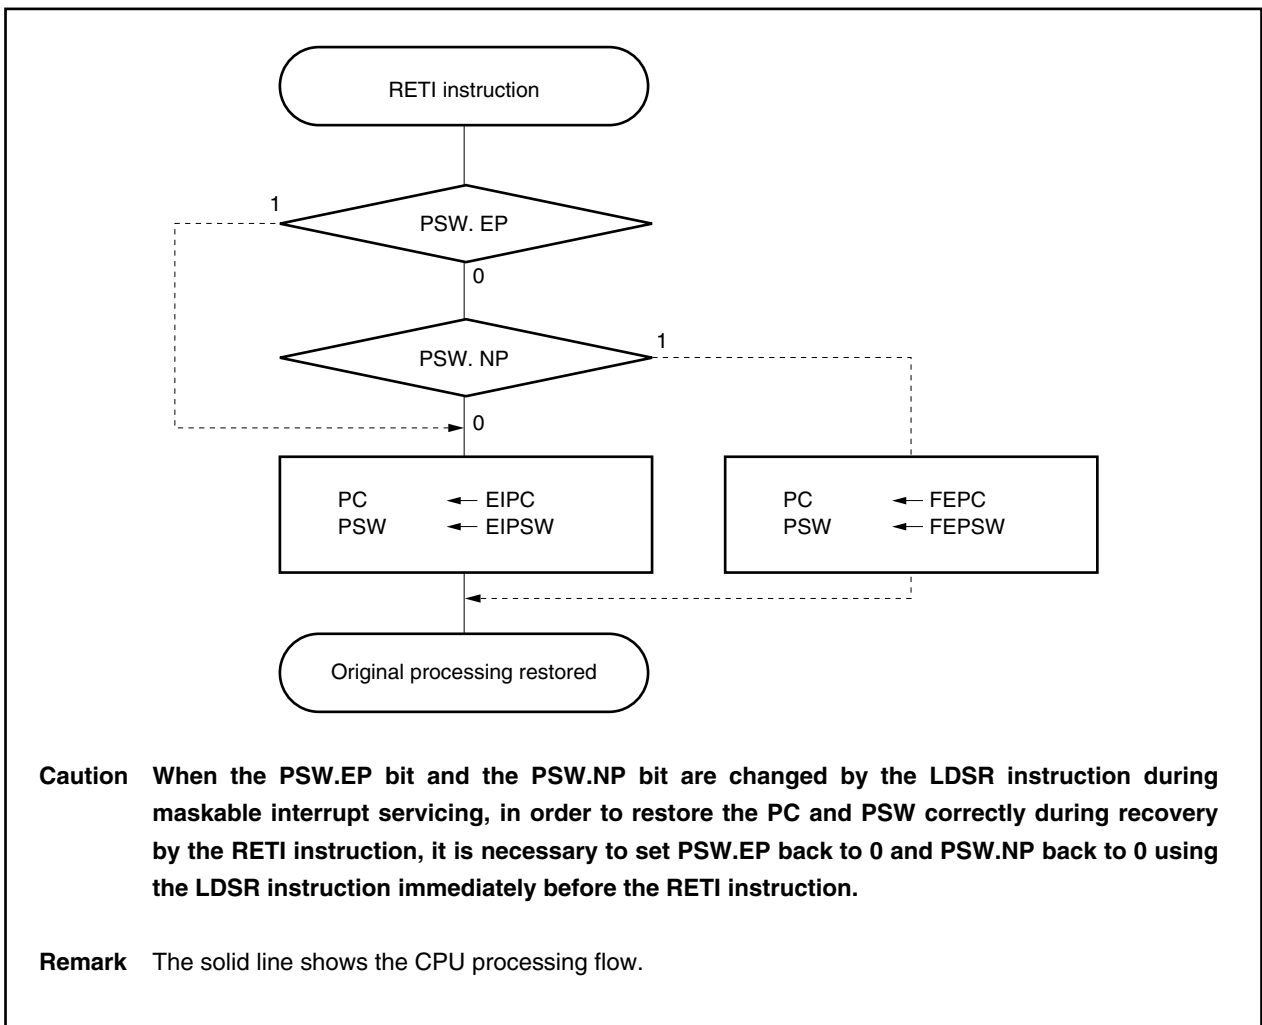 RETI instruction
1
PSW. EP
0
1
PSW. NP
0
PC ← EIPC
PSW ← EIPSW
PC ← FEPC
PSW ← FEPSW
Original processing restored
Caution When the PSW.EP bit and the PSW.NP bit are changed by the LDSR instruction during
maskable interrupt servicing, in order to restore the PC and PSW correctly during recovery
by the RETI instruction, it is necessary to set PSW.EP back to 0 and PSW.NP back to 0 using
the LDSR instruction immediately before the RETI instruction.
Remark The solid line shows the CPU processing flow.